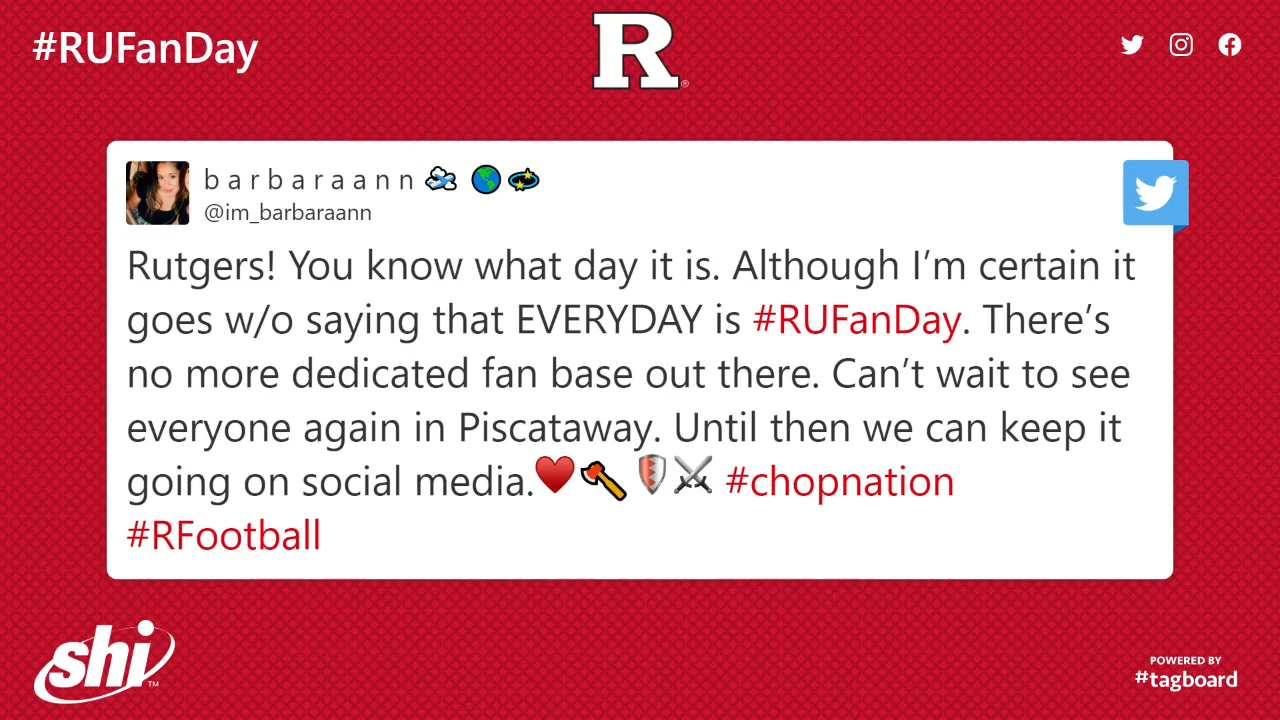 #RUFanDay
R
®
b a r b a r a a n n
@im_barbaraann
Rutgers! You know what day it is. Although I’m certain it
goes w/o saying that EVERYDAY is #RUFanDay. There’s
no more dedicated fan base out there. Can’t wait to see
everyone again in Piscataway. Until then we can keep it
going on social media.♥️🪓🛡️⚔️ #chopnation
#RFootball
shi™
POWERED BY
#tagboard